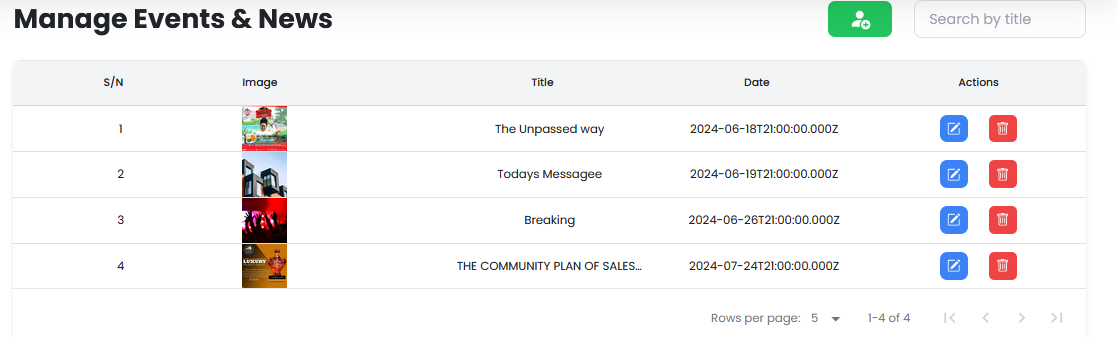 Manage Events & News
Search by title
S/N Image Title Date Actions
1 The Unpassed way 2024-06-18T21:00:00.000Z
2 Todays Messagee 2024-06-19T21:00:00.000Z
3 Breaking 2024-06-26T21:00:00.000Z
LUXURY
4 THE COMMUNITY PLAN OF SALES... 2024-07-24T21:00:00.000Z
Rows per page: 5 1-4 of 4